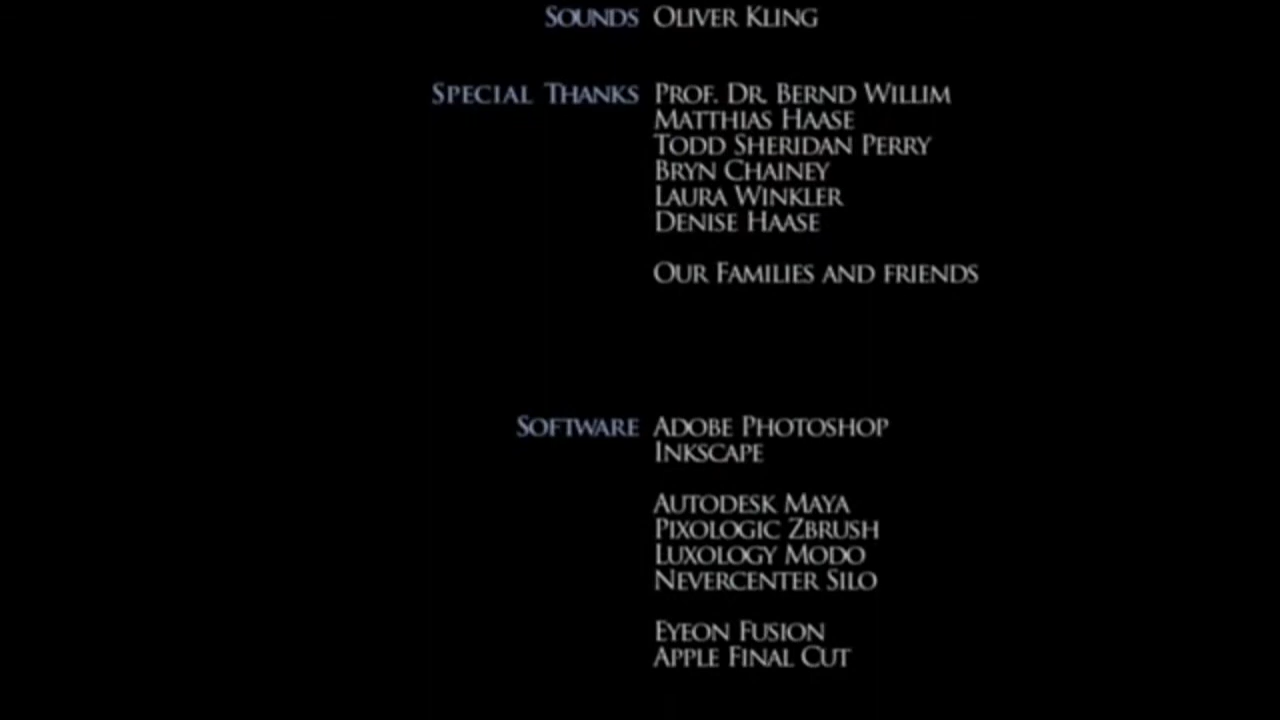 SOUNDS OLIVER KLING
SPECIAL THANKS PROF. DR. BERND WILLIM
MATTHIAS HAASE
TODD SHERIDAN PERRY
BRYN CHAINEY
LAURA WINKLER
DENISE HAASE
OUR FAMILIES AND FRIENDS
SOFTWARE ADOBE PHOTOSHOP
INKSCAPE
AUTODESK MAYA
PIXOLOGIC ZBRUSH
LUXOLOGY MODO
NEVERCENTER SILO
EYEON FUSION
APPLE FINAL CUT